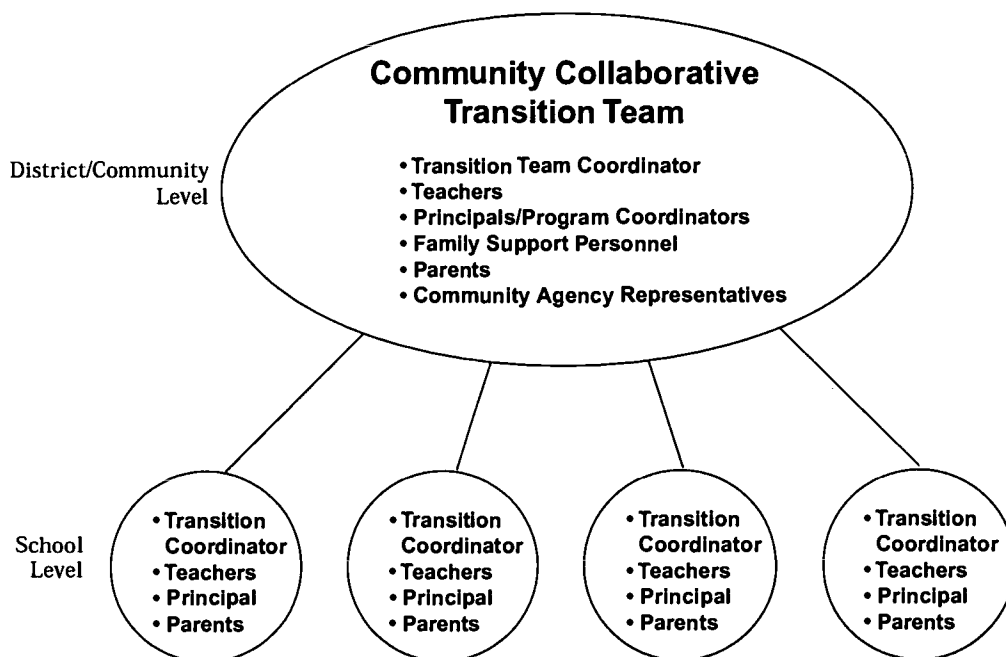 Community Collaborative
Transition Team
District/Community
Level
• Transition Team Coordinator
• Teachers
• Principals/Program Coordinators
• Family Support Personnel
• Parents
• Community Agency Representatives
School
Level
• Transition
Coordinator
• Teachers
• Principal
• Parents
• Transition
Coordinator
• Teachers
• Principal
• Parents
• Transition
Coordinator
• Teachers
• Principal
• Parents
• Transition
Coordinator
• Teachers
• Principal
• Parents